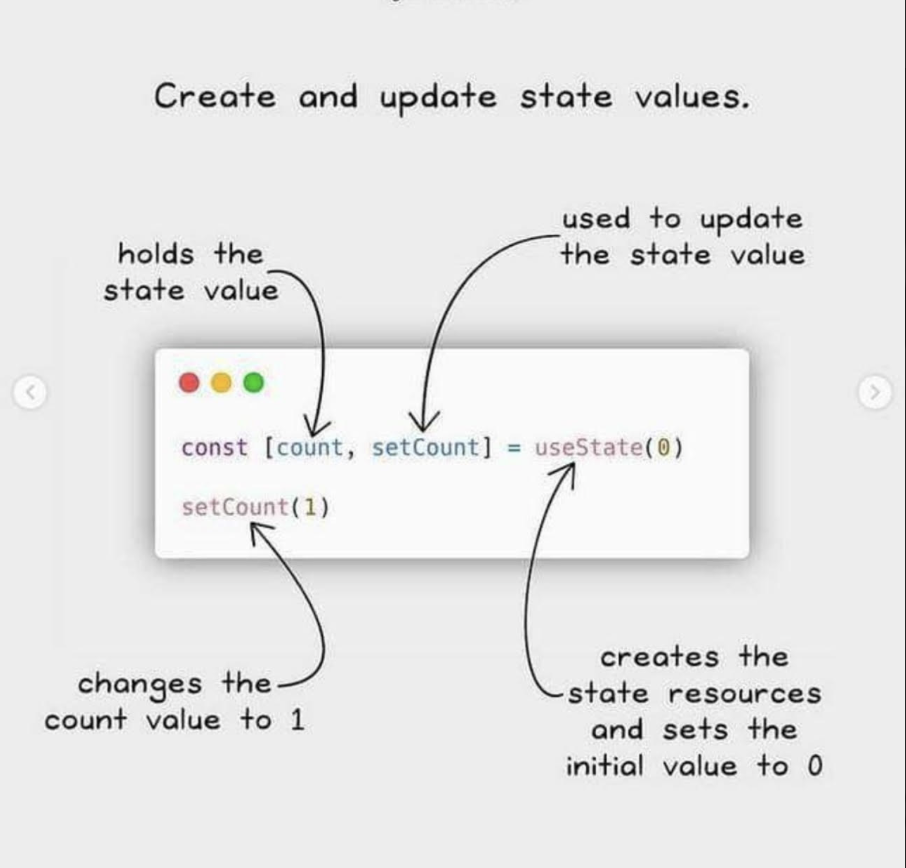 Create and update state values.
holds the
state value
used to update
the state value
const [count, setCount] = useState(0)
setCount(1)
changes the
count value to 1
creates the
state resources
and sets the
initial value to 0